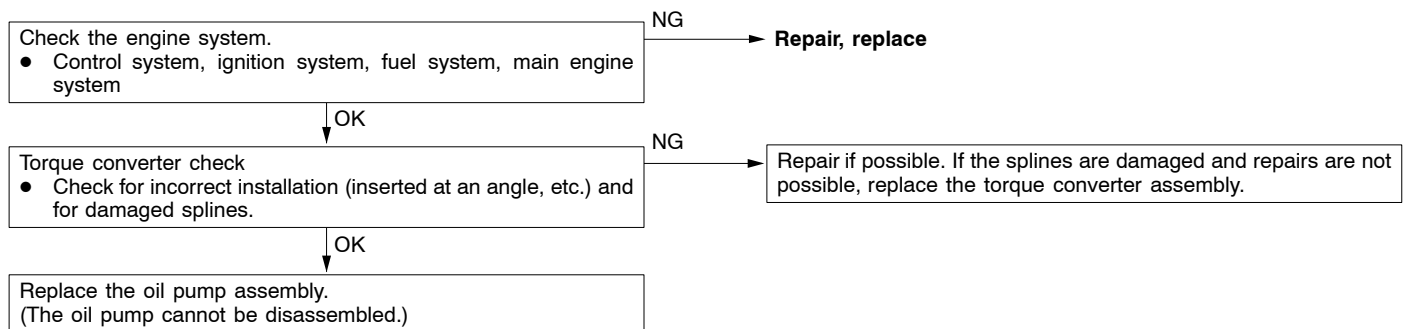 NG
Check the engine system.
● Control system, ignition system, fuel system, main engine
system
Repair, replace
OK
NG
Torque converter check
● Check for incorrect installation (inserted at an angle, etc.) and
for damaged splines.
Repair if possible. If the splines are damaged and repairs are not
possible, replace the torque converter assembly.
OK
Replace the oil pump assembly.
(The oil pump cannot be disassembled.)